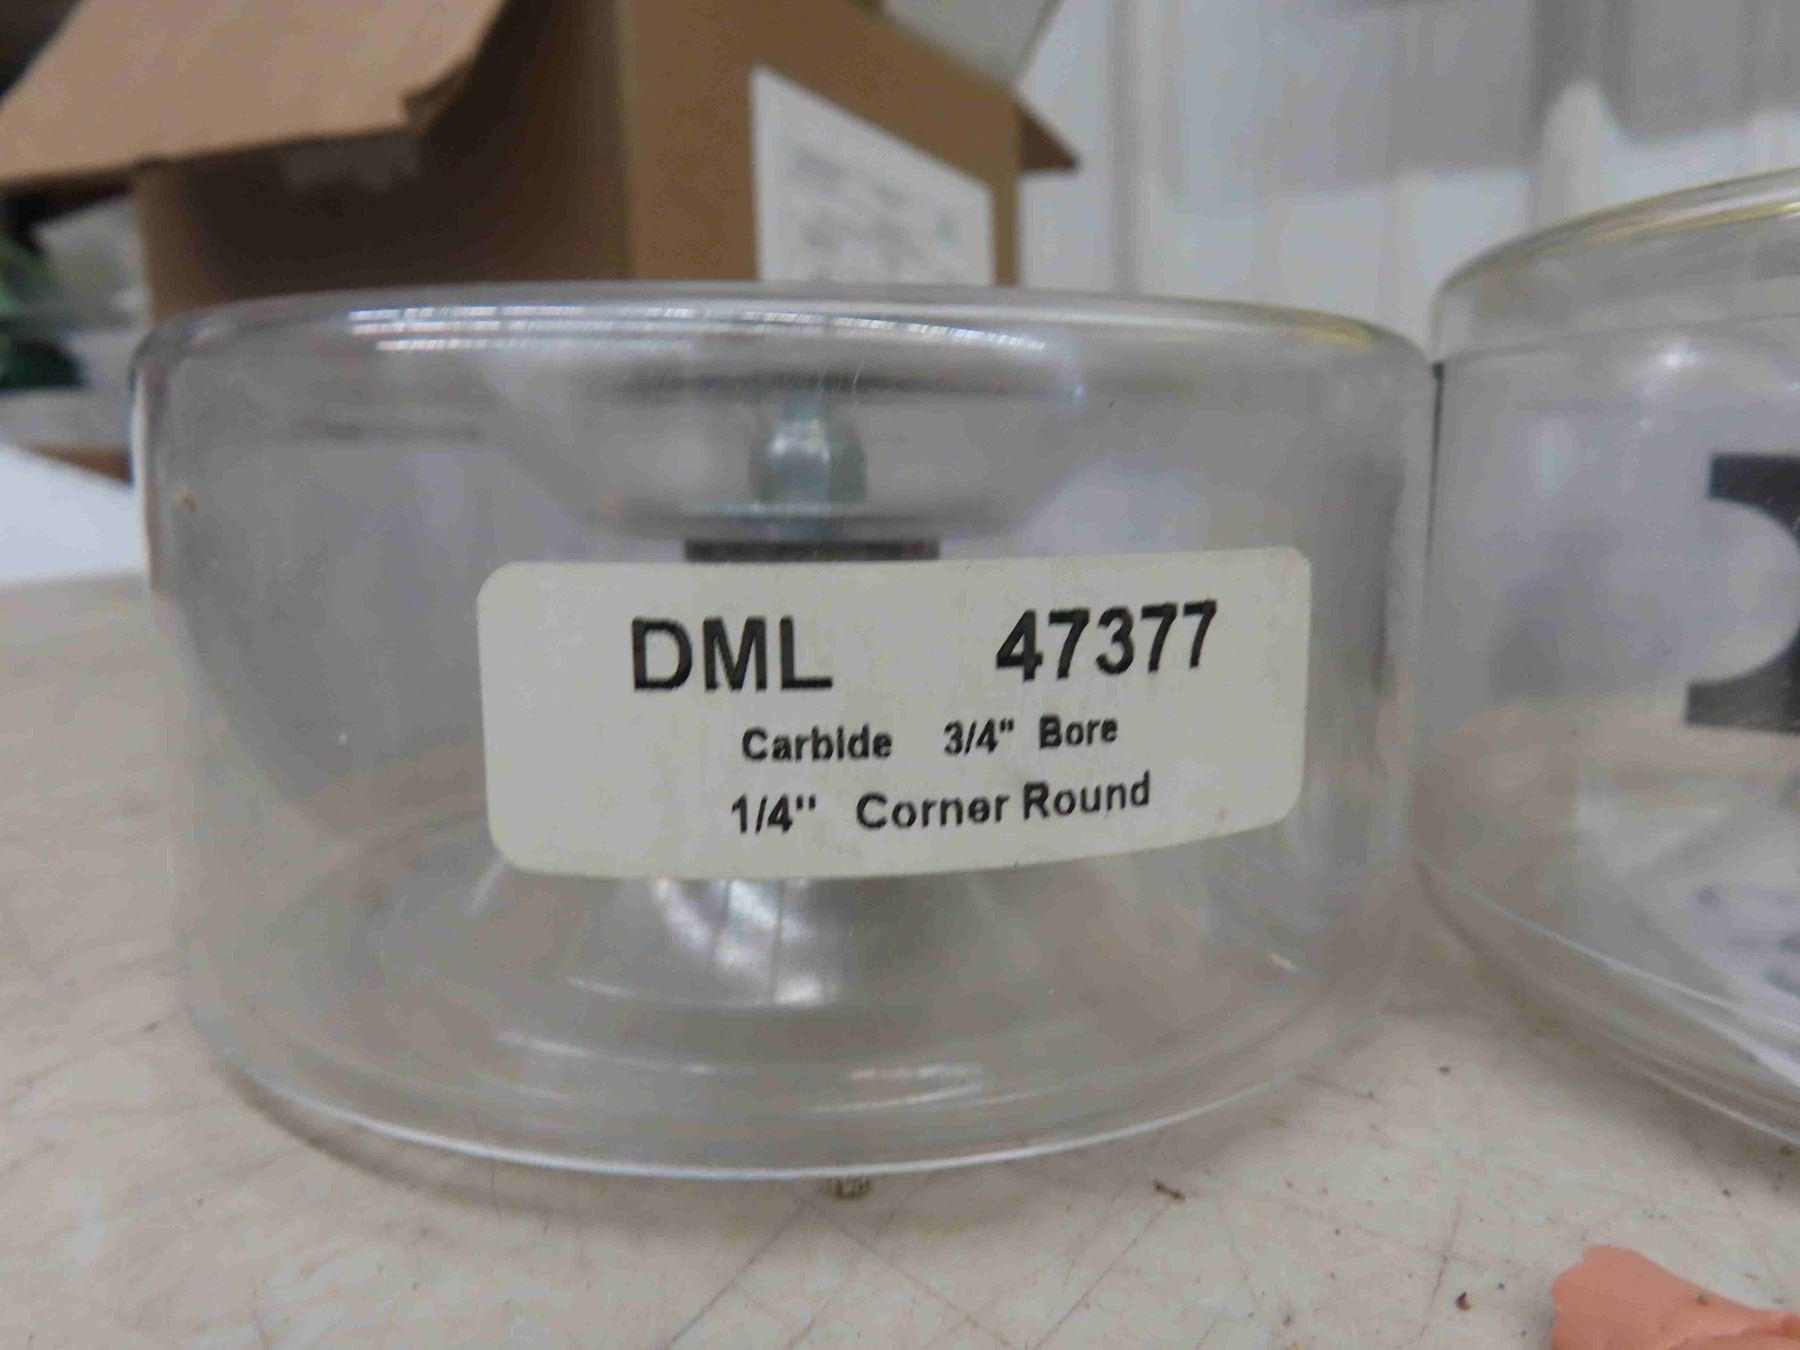 DML 47377
Carbide 3/4" Bore
1/4" Corner Round